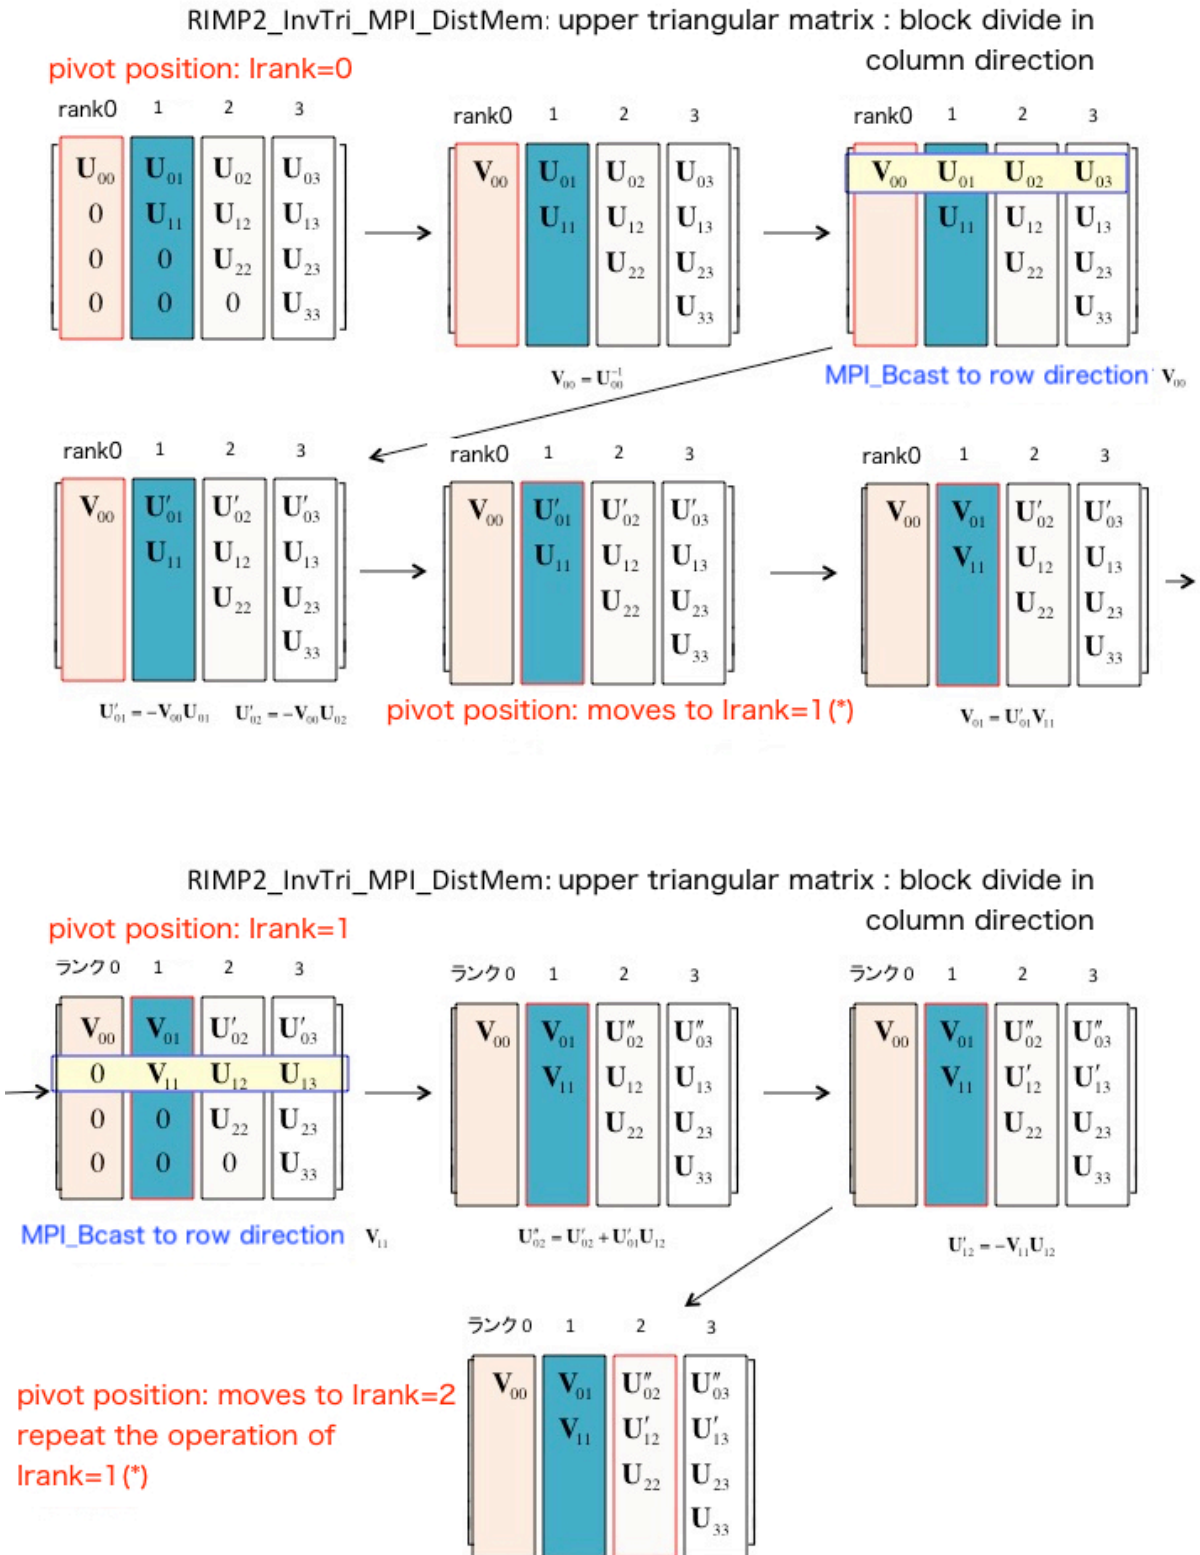 RIMP2_InvTri_MPI_DistMem: upper triangular matrix : block divide in
column direction
pivot position: Irank=0
rank0 1 2 3
U₀₀ U₀₁ U₀₂ U₀₃
0 U₁₁ U₁₂ U₁₃
0 0 U₂₂ U₂₃
0 0 0 U₃₃
rank0 1 2 3
V₀₀ U₀₁ U₀₂ U₀₃
U₁₁ U₁₂ U₁₃
U₂₂ U₂₃
U₃₃
V₀₀ = U₀₀⁻¹
rank0 1 2 3
V₀₀ U₀₁ U₀₂ U₀₃
U₁₁ U₁₂ U₁₃
U₂₂ U₂₃
U₃₃
MPI_Bcast to row direction V₀₀
rank0 1 2 3
V₀₀ U′₀₁ U′₀₂ U′₀₃
U₁₁ U₁₂ U₁₃
U₂₂ U₂₃
U₃₃
U′₀₁ = −V₀₀U₀₁ U′₀₂ = −V₀₀U₀₂
rank0 1 2 3
V₀₀ U′₀₁ U′₀₂ U′₀₃
U₁₁ U₁₂ U₁₃
U₂₂ U₂₃
U₃₃
pivot position: moves to Irank=1(*)
rank0 1 2 3
V₀₀ V₀₁ U′₀₂ U′₀₃
V₁₁ U₁₂ U₁₃
U₂₂ U₂₃
U₃₃
V₀₁ = U′₀₁V₁₁
RIMP2_InvTri_MPI_DistMem: upper triangular matrix : block divide in
column direction
pivot position: Irank=1
ランク0 1 2 3
V₀₀ V₀₁ U′₀₂ U′₀₃
0 V₁₁ U₁₂ U₁₃
0 0 U₂₂ U₂₃
0 0 0 U₃₃
MPI_Bcast to row direction V₁₁
ランク0 1 2 3
V₀₀ V₀₁ U″₀₂ U″₀₃
V₁₁ U₁₂ U₁₃
U₂₂ U₂₃
U₃₃
U″₀₂ = U′₀₂ + U′₀₁U₁₂
ランク0 1 2 3
V₀₀ V₀₁ U″₀₂ U″₀₃
V₁₁ U′₁₂ U′₁₃
U₂₂ U₂₃
U₃₃
U′₁₂ = −V₁₁U₁₂
pivot position: moves to Irank=2
repeat the operation of
Irank=1(*)
ランク0 1 2 3
V₀₀ V₀₁ U″₀₂ U″₀₃
V₁₁ U′₁₂ U′₁₃
U₂₂ U₂₃
U₃₃